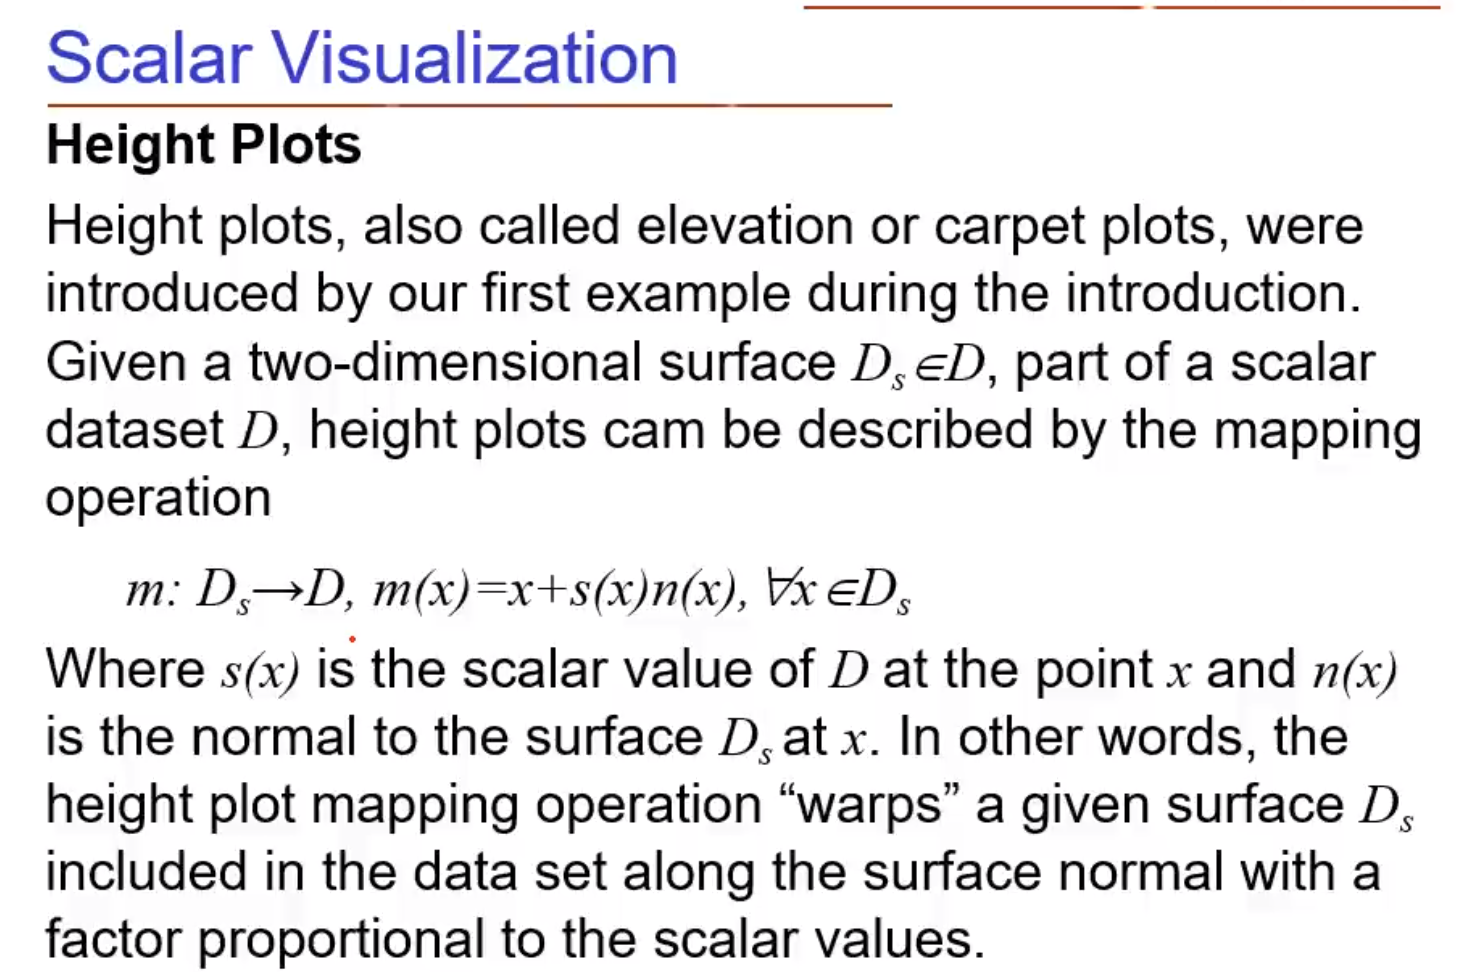 Scalar Visualization
Height Plots
Height plots, also called elevation or carpet plots, were
introduced by our first example during the introduction.
Given a two-dimensional surface Dₛ∈D, part of a scalar
dataset D, height plots cam be described by the mapping
operation
m: Dₛ→D, m(x)=x+s(x)n(x), ∀x∈Dₛ
Where s(x) is the scalar value of D at the point x and n(x)
is the normal to the surface Dₛ at x. In other words, the
height plot mapping operation “warps” a given surface Dₛ
included in the data set along the surface normal with a
factor proportional to the scalar values.